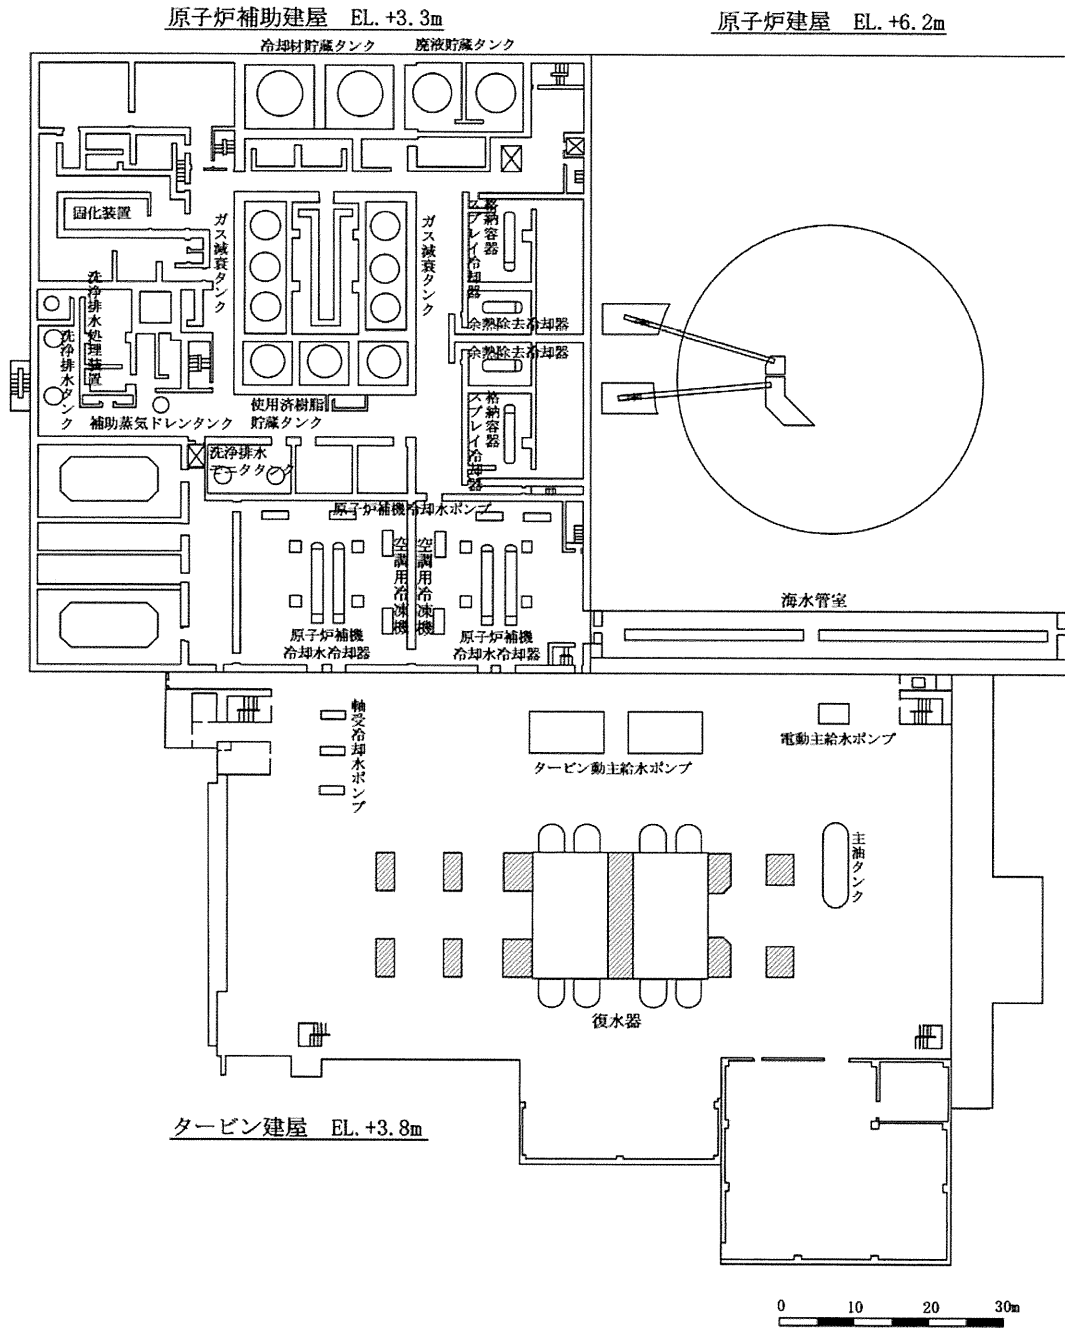 原子炉補助建屋　EL.+3.3m
原子炉建屋　EL.+6.2m
冷却材貯蔵タンク
廃液貯蔵タンク
固化装置
ガス減衰タンク
ガス減衰タンク
格納容器
スプレイ冷却器
余熱除去冷却器
余熱除去冷却器
格納容器
スプレイ冷却器
洗浄排水処理装置
洗浄排水タンク
補助蒸気ドレンタンク
使用済樹脂
貯蔵タンク
洗浄排水
モニタタンク
原子炉補機冷却水ポンプ
空調用冷凍機
空調用冷凍機
原子炉補機
冷却水冷却器
原子炉補機
冷却水冷却器
海水管室
軸受冷却水ポンプ
タービン動主給水ポンプ
電動主給水ポンプ
主油タンク
復水器
タービン建屋　EL.+3.8m
0 10 20 30m